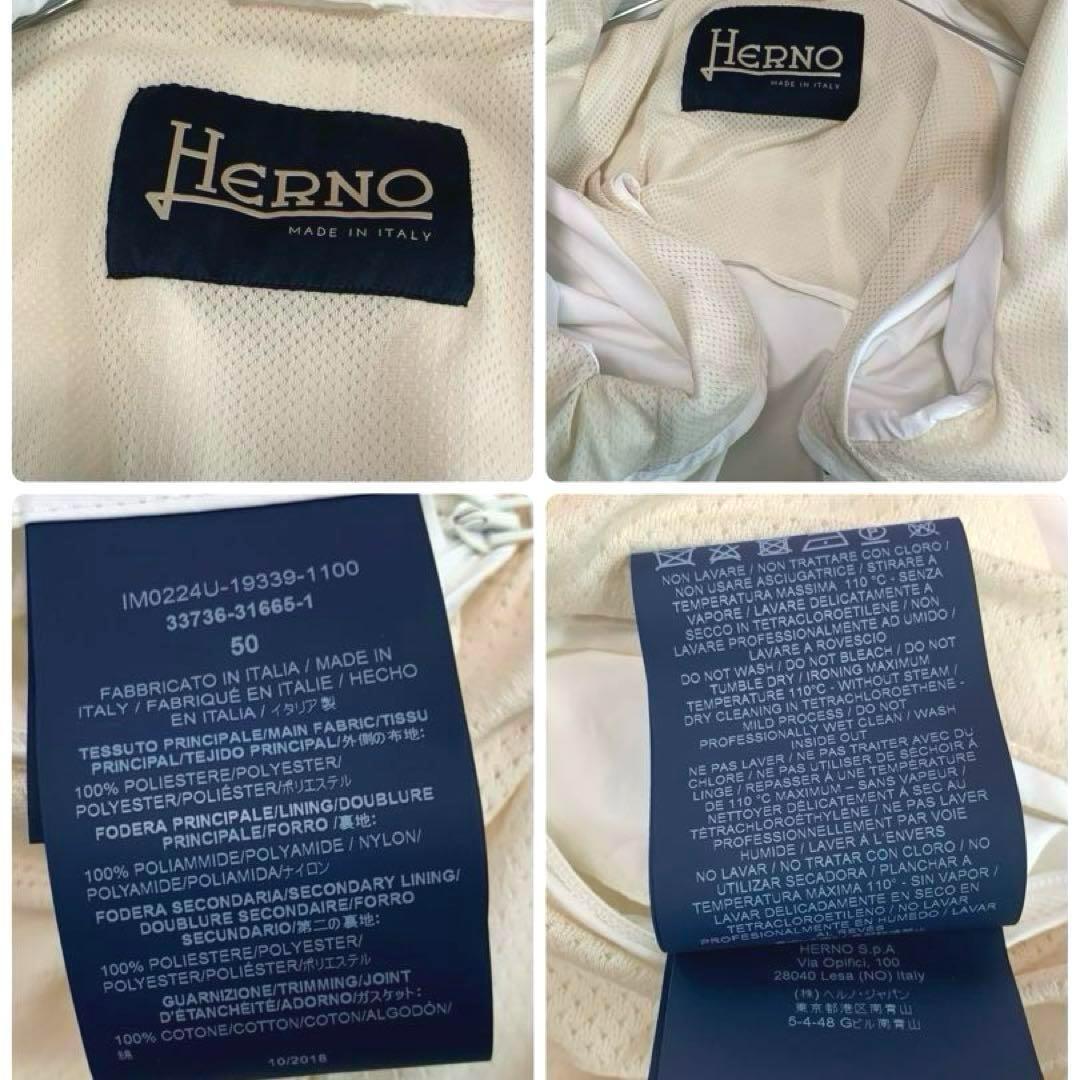 HERNO
MADE IN ITALY
HERNO
MADE IN ITALY
IM0224U-19339-1100
33736-31665-1
50
FABBRICATO IN ITALIA / MADE IN
ITALY / FABRIQUÉ EN ITALIE / HECHO
EN ITALIA / イタリア製
TESSUTO PRINCIPALE/MAIN FABRIC/TISSU
PRINCIPAL/TEJIDO PRINCIPAL/外側の布地:
100% POLIESTERE/POLYESTER/
POLYESTER/POLIÉSTER/ポリエステル
FODERA PRINCIPALE/LINING/DOUBLURE
PRINCIPALE/FORRO /裏地:
100% POLIAMMIDE/POLYAMIDE / NYLON/
POLYAMIDE/POLIAMIDA/ナイロン
FODERA SECONDARIA/SECONDARY LINING/
DOUBLURE SECONDAIRE/FORRO
SECUNDARIO/第二の裏地:
100% POLIESTERE/POLYESTER/
POLYESTER/POLIÉSTER/ポリエステル
GUARNIZIONE/TRIMMING/JOINT
D'ÉTANCHÉITÉ/ADORNO/ガスケット:
100% COTONE/COTTON/COTON/ALGODÓN/
綿
10/2018
NON LAVARE / NON TRATTARE CON CLORO /
NON USARE ASCIUGATRICE / STIRARE A
TEMPERATURA MASSIMA 110 °C - SENZA
VAPORE / LAVARE DELICATAMENTE A
SECCO IN TETRACLOROETILENE / NON
LAVARE PROFESSIONALMENTE AD UMIDO /
LAVARE A ROVESCIO
DO NOT WASH / DO NOT BLEACH / DO NOT
TUMBLE DRY / IRONING MAXIMUM
TEMPERATURE 110°C - WITHOUT STEAM /
DRY CLEANING IN TETRACHLOROETHENE -
MILD PROCESS / DO NOT
PROFESSIONALLY WET CLEAN / WASH
INSIDE OUT
NE PAS LAVER / NE PAS TRAITER AVEC DU
CHLORE / NE PAS UTILISER DE SÉCHOIR À
LINGE / REPASSER À UNE TEMPÉRATURE
DE 110 °C MAXIMUM – SANS VAPEUR /
NETTOYER DÉLICATEMENT À SEC AU
TÉTRACHLOROÉTHYLÈNE / NE PAS LAVER
PROFESSIONNELLEMENT PAR VOIE
HUMIDE / LAVER À L'ENVERS
NO LAVAR / NO TRATAR CON CLORO / NO
UTILIZAR SECADORA / PLANCHAR A
TEMPERATURA MÁXIMA 110° - SIN VAPOR /
LAVAR DELICADAMENTE EN SECO EN
TETRACLOROETILENO / NO LAVAR
PROFESIONALMENTE EN HÚMEDO / LAVAR
AL REVÉS
HERNO S.p.A
Via Opifici, 100
28040 Lesa (NO) Italy
(株) ヘルノ・ジャパン
東京都港区南青山
5-4-48 Gビル南青山